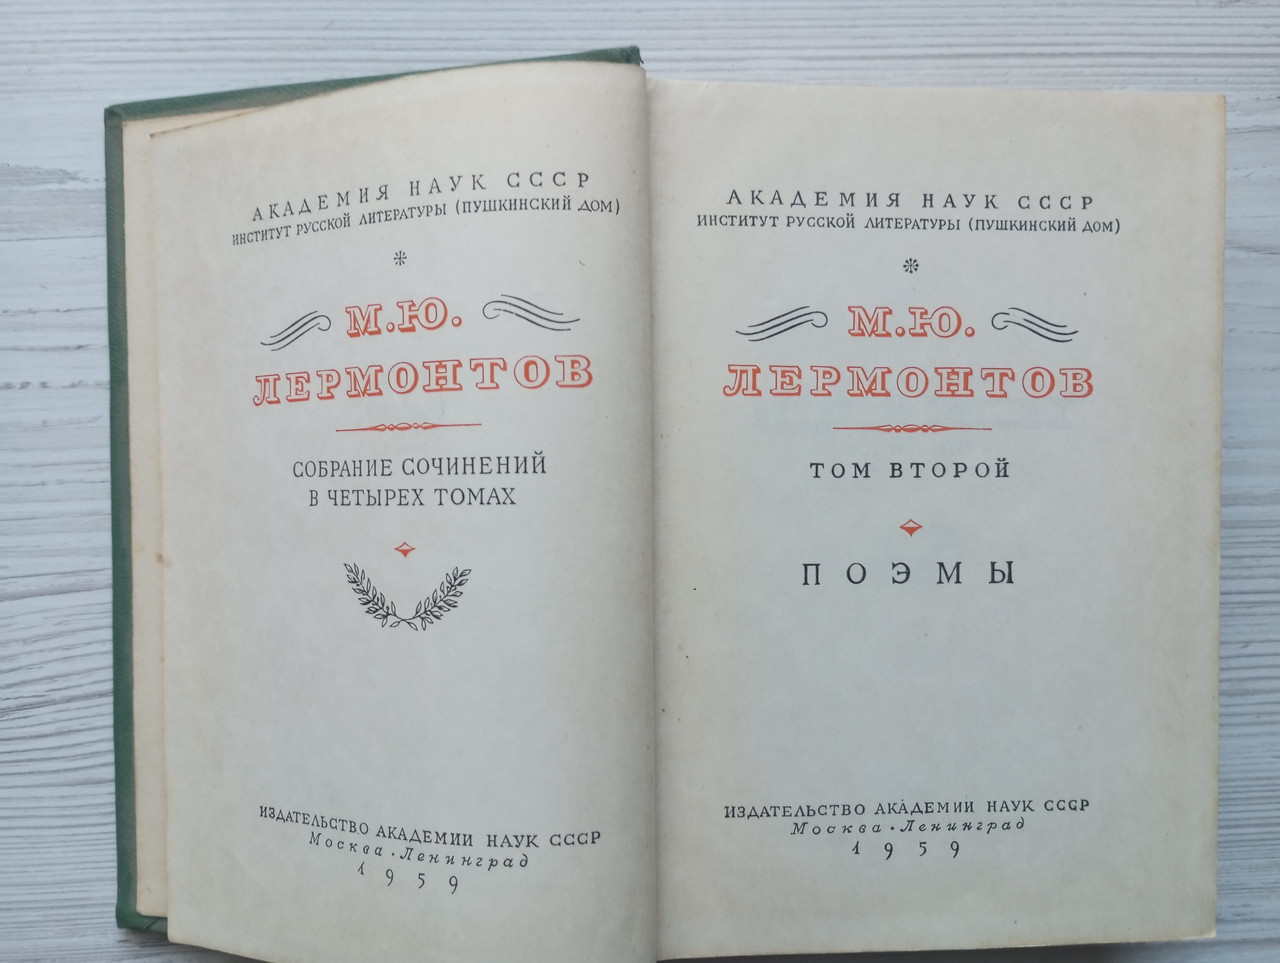 АКАДЕМИЯ НАУК СССР
ИНСТИТУТ РУССКОЙ ЛИТЕРАТУРЫ (ПУШКИНСКИЙ ДОМ)
М.Ю.
ЛЕРМОНТОВ
СОБРАНИЕ СОЧИНЕНИЙ
В ЧЕТЫРЕХ ТОМАХ
ИЗДАТЕЛЬСТВО АКАДЕМИИ НАУК СССР
Москва · Ленинград
1959
АКАДЕМИЯ НАУК СССР
ИНСТИТУТ РУССКОЙ ЛИТЕРАТУРЫ (ПУШКИНСКИЙ ДОМ)
М.Ю.
ЛЕРМОНТОВ
ТОМ ВТОРОЙ
ПОЭМЫ
ИЗДАТЕЛЬСТВО АКАДЕМИИ НАУК СССР
Москва · Ленинград
1959